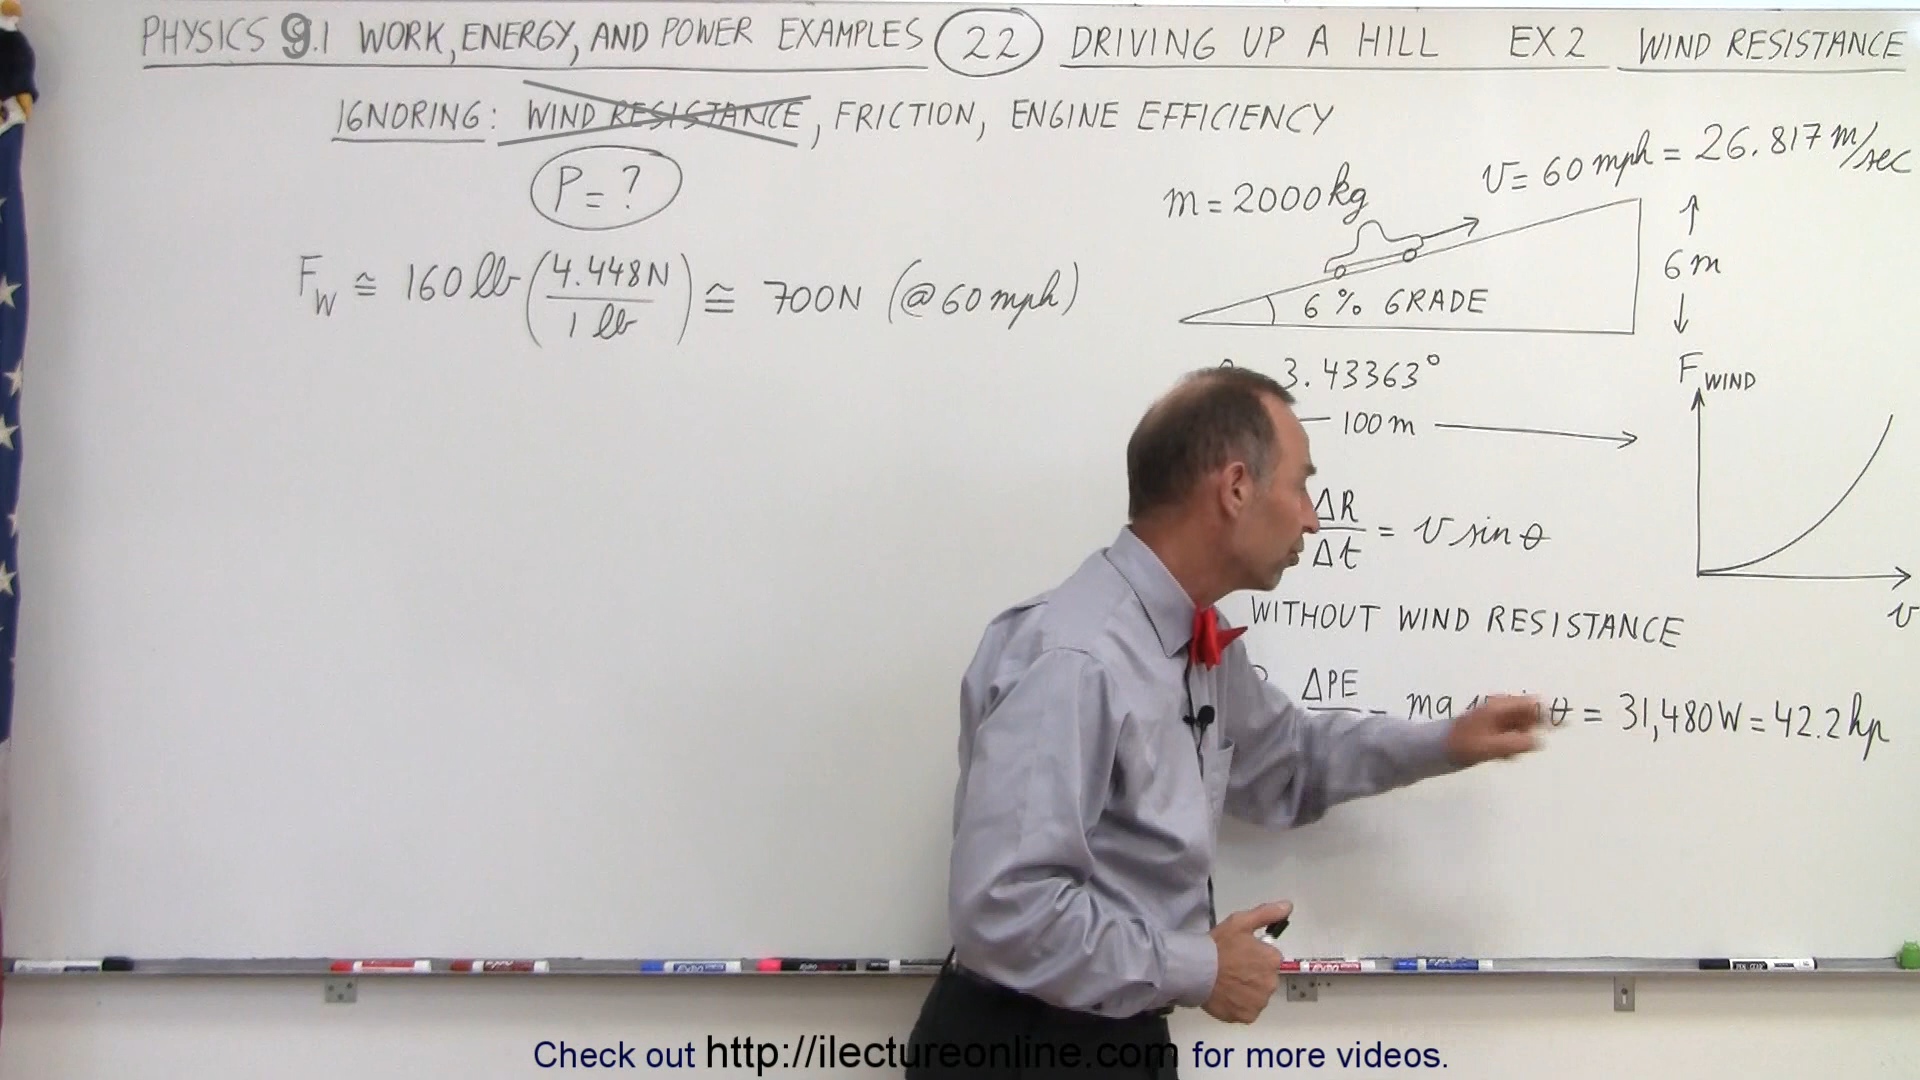 PHYSICS 9.1 WORK, ENERGY, AND POWER EXAMPLES 22 DRIVING UP A HILL EX 2 WIND RESISTANCE
IGNORING: WIND RESISTANCE, FRICTION, ENGINE EFFICIENCY
P = ?
m = 2000 kg
v = 60 mph = 26.817 m/sec
F_W ≅ 160 lb (4.448 N / 1 lb) ≅ 700 N (@ 60 mph)
6 m
6 % GRADE
3.43363°
100 m
F_WIND
v
ΔR / Δt = v sin θ
WITHOUT WIND RESISTANCE
ΔPE
= mg
θ = 31,480 W = 42.2 hp
EXPO
Check out http://ilectureonline.com for more videos.